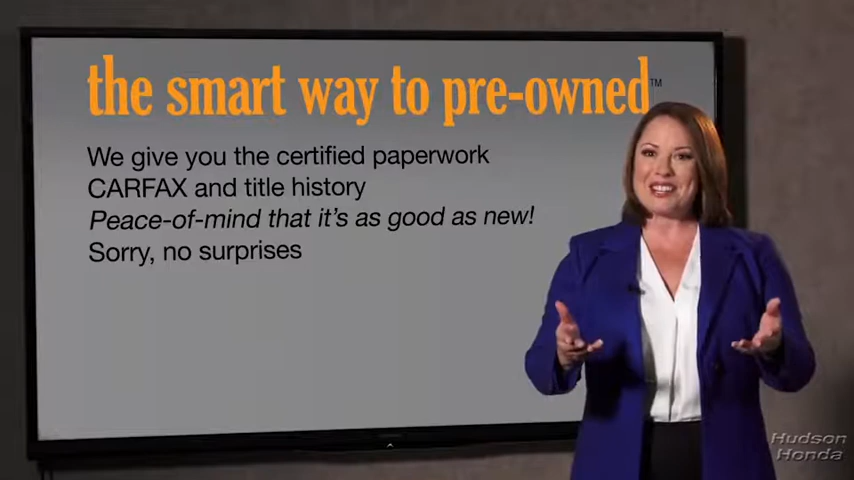 the smart way to pre-owned™
We give you the certified paperwork
CARFAX and title history
Peace-of-mind that it's as good as new!
Sorry, no surprises
Hudson
Honda